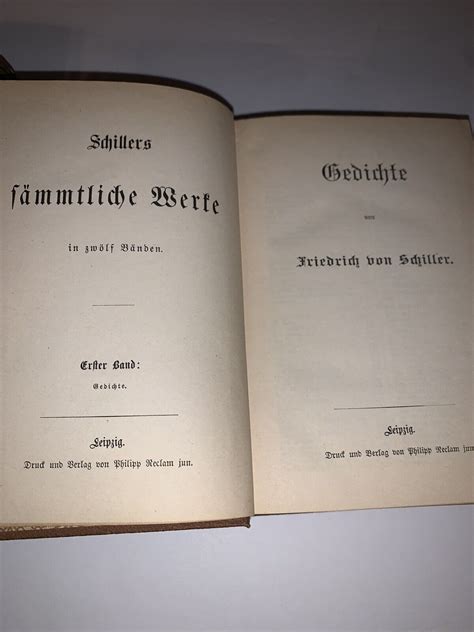 Schillers
sämmtliche Werke
in zwölf Bänden.
Erster Band:
Gedichte.
Leipzig.
Druck und Verlag von Philipp Reclam jun.
Gedichte
von
Friedrich von Schiller.
Leipzig.
Druck und Verlag von Philipp Reclam jun.